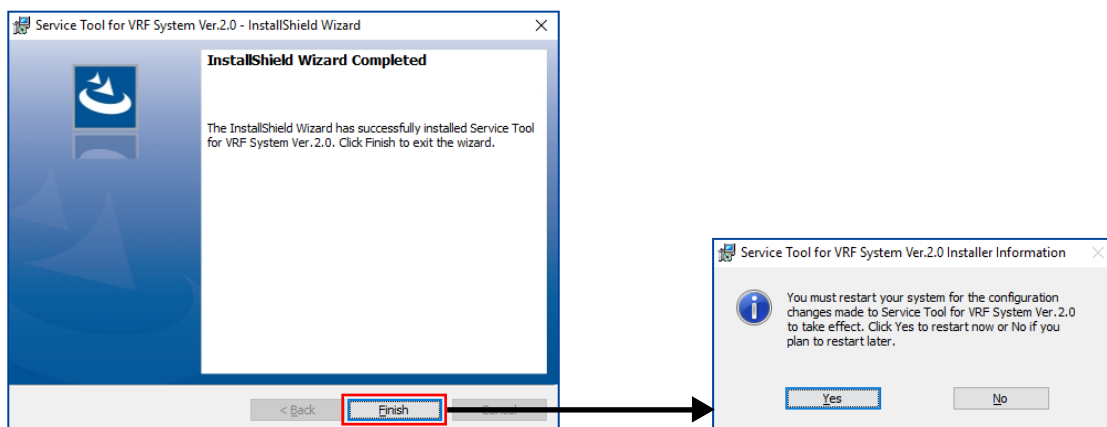 Service Tool for VRF System Ver.2.0 - InstallShield Wizard
InstallShield Wizard Completed
The InstallShield Wizard has successfully installed Service Tool
for VRF System Ver.2.0. Click Finish to exit the wizard.
< Back
Finish
Service Tool for VRF System Ver.2.0 Installer Information
You must restart your system for the configuration
changes made to Service Tool for VRF System Ver.2.0
to take effect. Click Yes to restart now or No if you
plan to restart later.
Yes
No